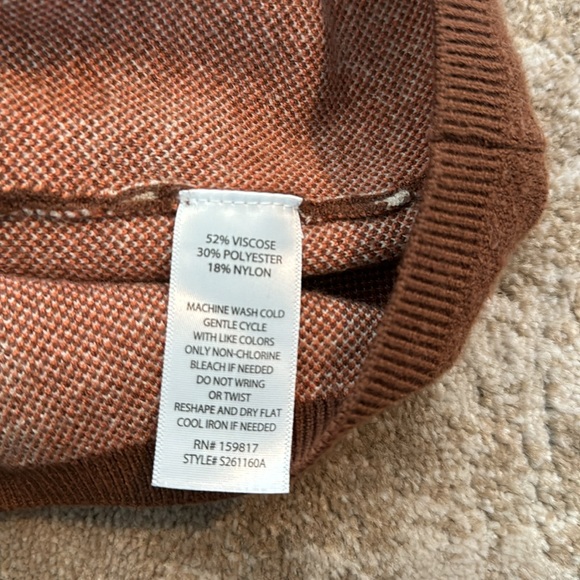 52% VISCOSE
30% POLYESTER
18% NYLON
MACHINE WASH COLD
GENTLE CYCLE
WITH LIKE COLORS
ONLY NON-CHLORINE
BLEACH IF NEEDED
DO NOT WRING
OR TWIST
RESHAPE AND DRY FLAT
COOL IRON IF NEEDED
RN# 159817
STYLE# S261160A